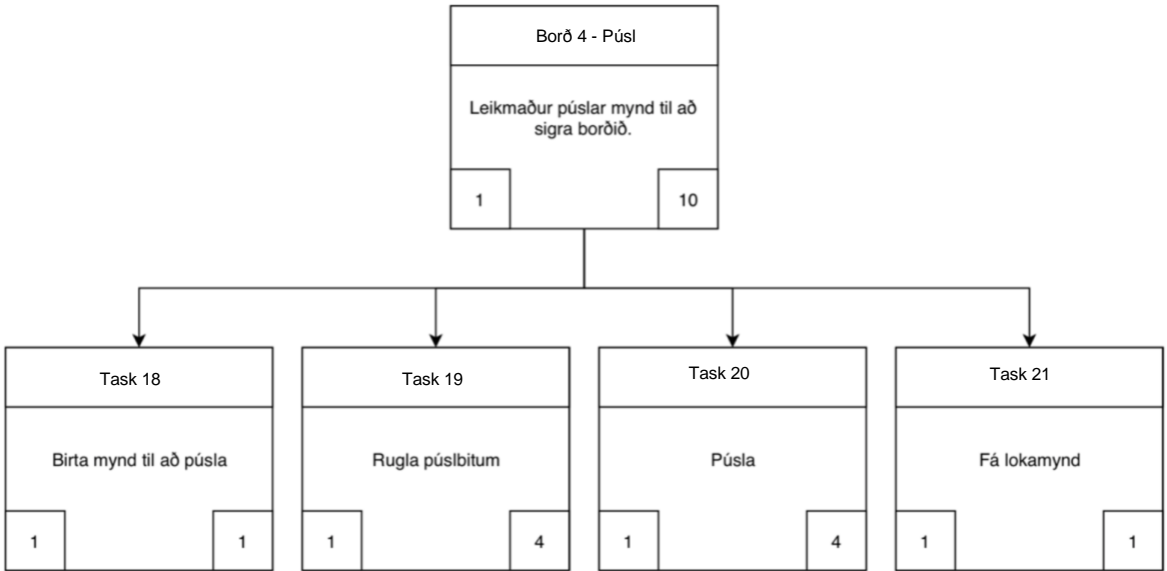 Borð 4 - Púsl
Leikmaður púslar mynd til að
sigra borðið.
1
10
Task 18
Birta mynd til að púsla
1
1
Task 19
Rugla púslbitum
1
4
Task 20
Púsla
1
4
Task 21
Fá lokamynd
1
1